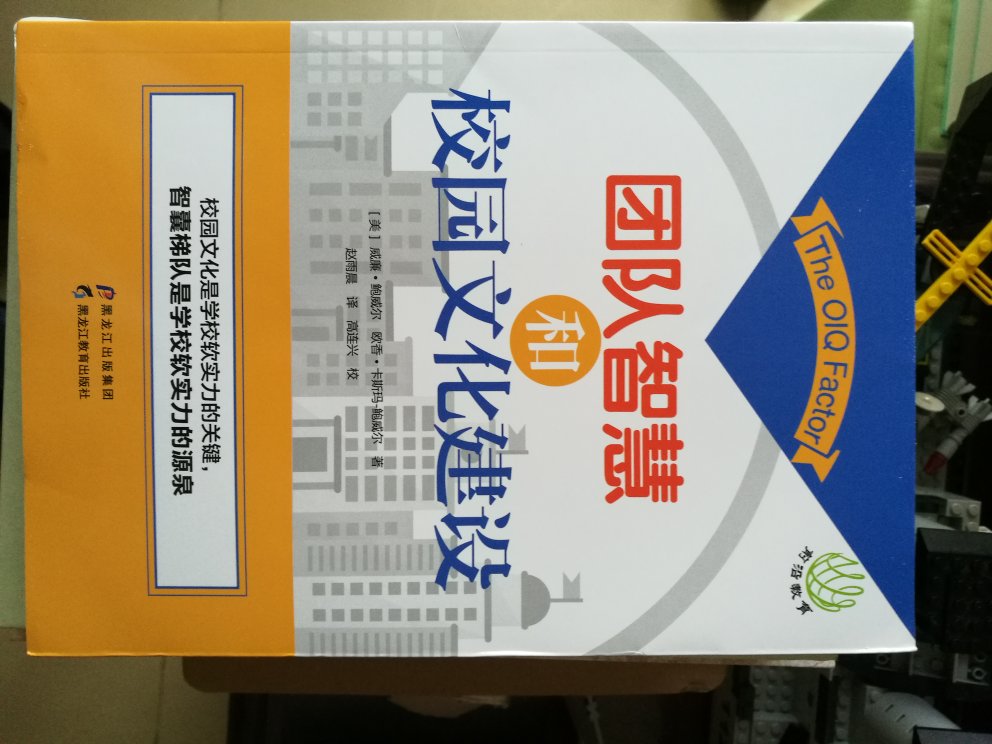 The OIQ Factor
团队智慧
和
校园文化建设
[美]威廉·鲍威尔 欧香·卡斯玛-鲍威尔 著
赵雨晨 译 高连兴 校
校园文化是学校软实力的关键,
智囊梯队是学校软实力的源泉
黑龙江出版集团
黑龙江教育出版社